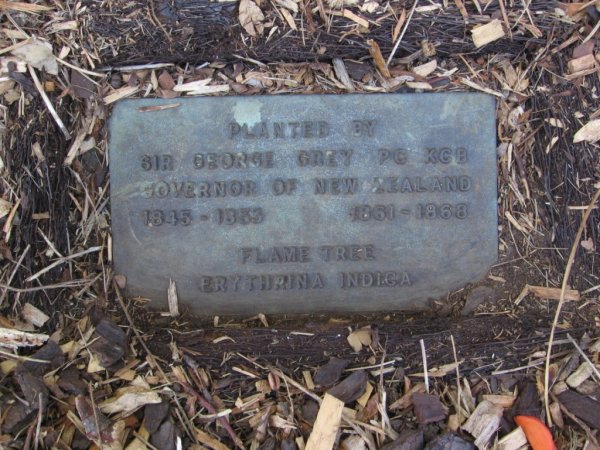 PLANTED BY
SIR GEORGE GREY PC KCB
GOVERNOR OF NEW ZEALAND
1845 - 1853 1861 - 1868
FLAME TREE
ERYTHRINA INDICA